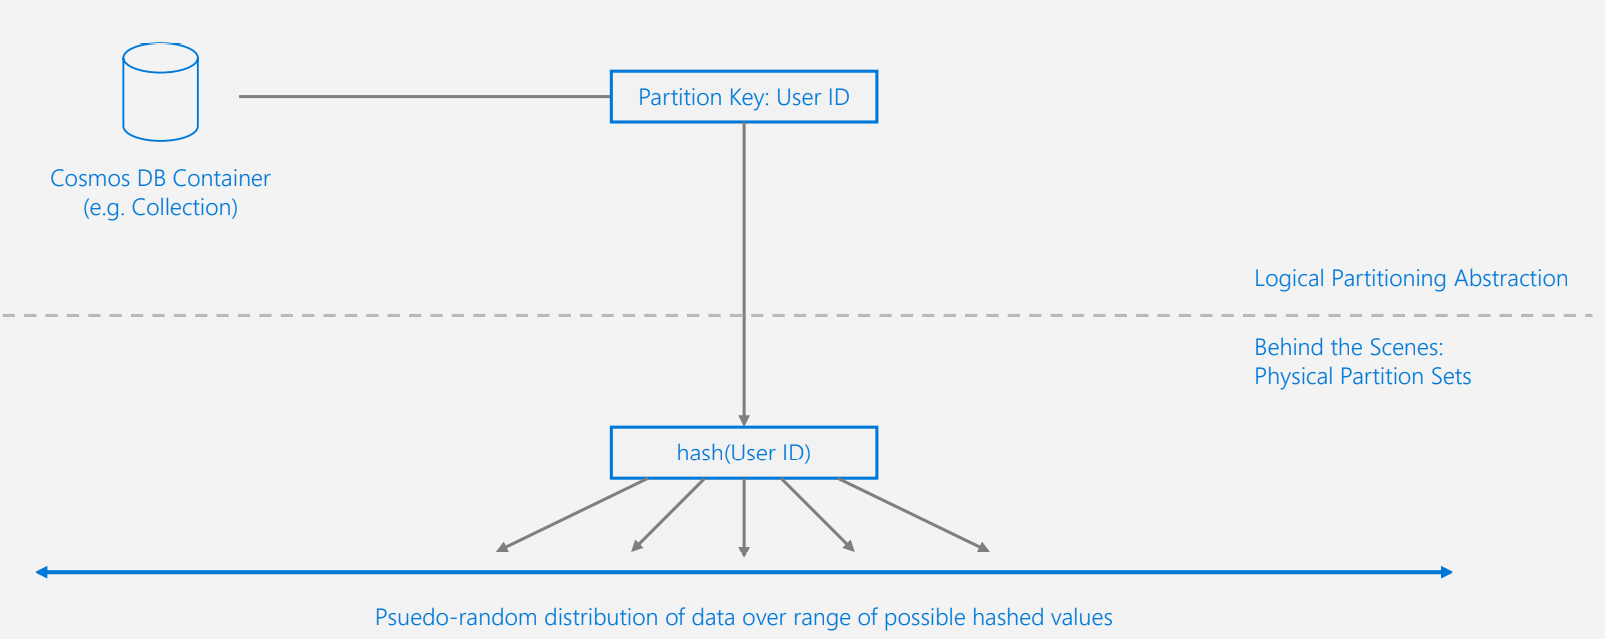 Partition Key: User ID
Cosmos DB Container
(e.g. Collection)
Logical Partitioning Abstraction
Behind the Scenes:
Physical Partition Sets
hash(User ID)
Psuedo-random distribution of data over range of possible hashed values